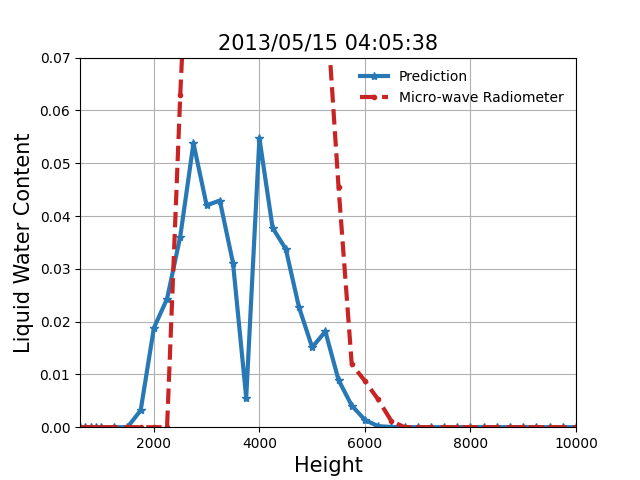 2013/05/15 04:05:38
Liquid Water Content
0.07
0.06
0.05
0.04
0.03
0.02
0.01
0.00
Prediction
Micro-wave Radiometer
2000 4000 6000 8000 10000
Height